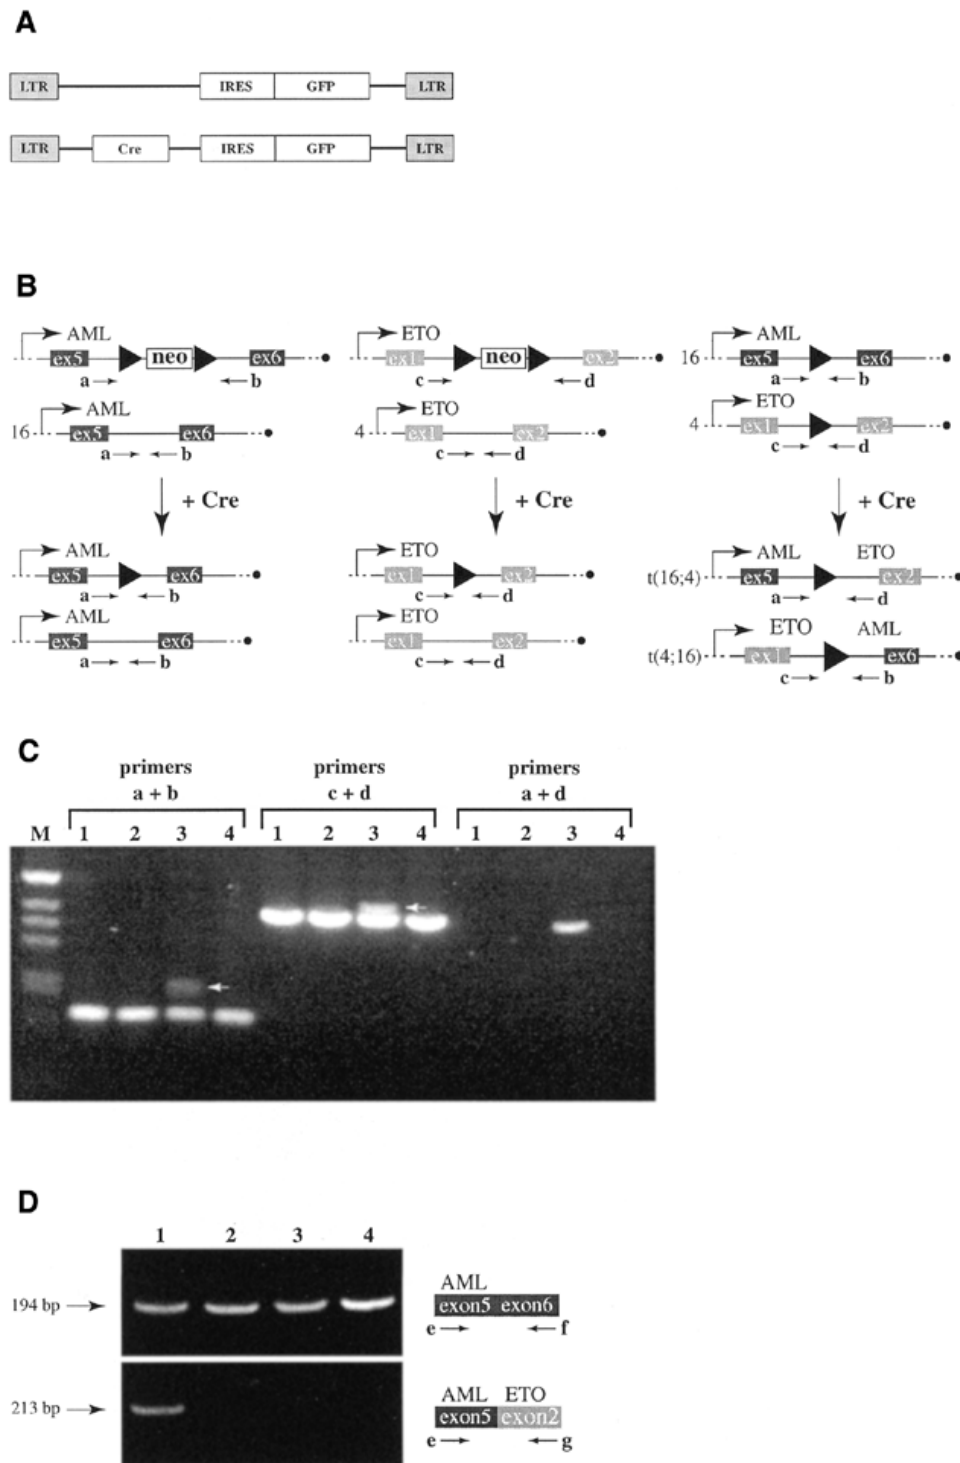 A
LTR IRES GFP LTR
LTR Cre IRES GFP LTR
B
AML
ex5 neo ex6
a b
16 AML
ex5 ex6
a b
+ Cre
AML
ex5 ex6
a b
AML
ex5 ex6
a b
ETO
ex1 neo ex2
c d
4 ETO
ex1 ex2
c d
+ Cre
ETO
ex1 ex2
c d
ETO
ex1 ex2
c d
16 AML
ex5 ex6
a b
4 ETO
ex1 ex2
c d
+ Cre
AML ETO
t(16;4) ex5 ex2
a d
ETO AML
t(4;16) ex1 ex6
c b
C
primers primers primers
a + b c + d a + d
M 1 2 3 4 1 2 3 4 1 2 3 4
D
1 2 3 4
194 bp
AML
exon5 exon6
e f
213 bp
AML ETO
exon5 exon2
e g